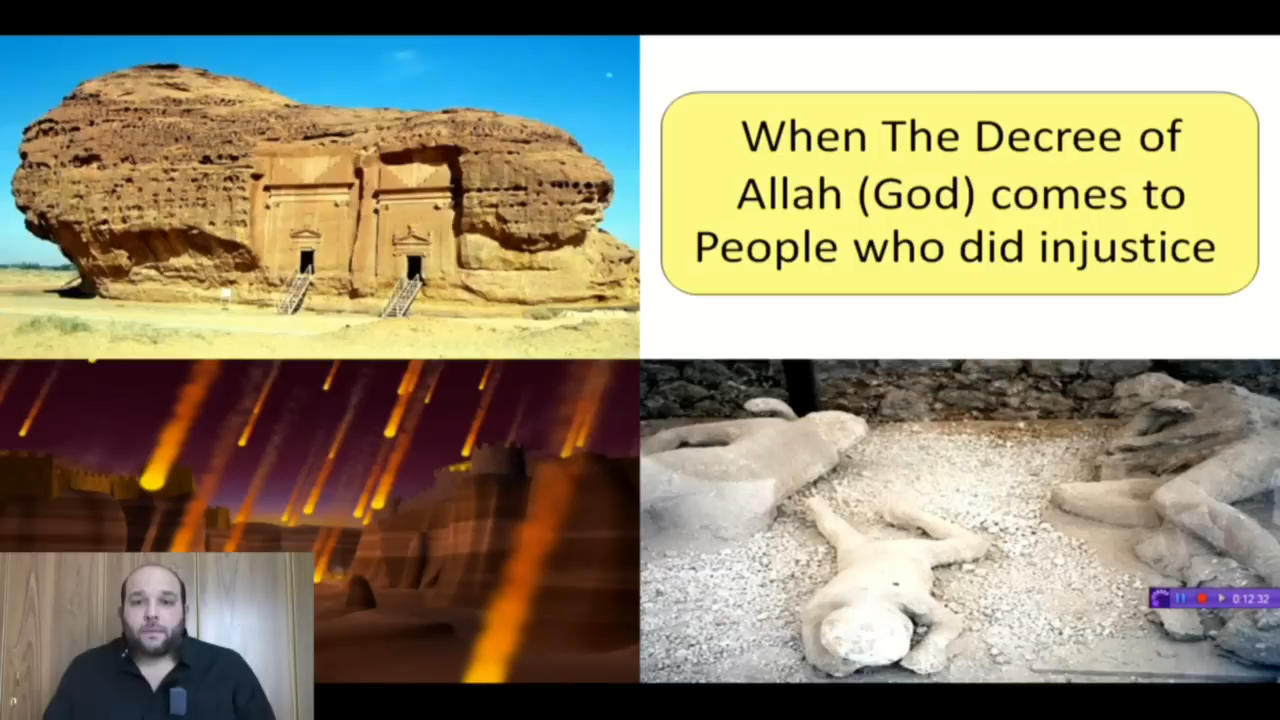 When The Decree of
Allah (God) comes to
People who did injustice
0:12:32